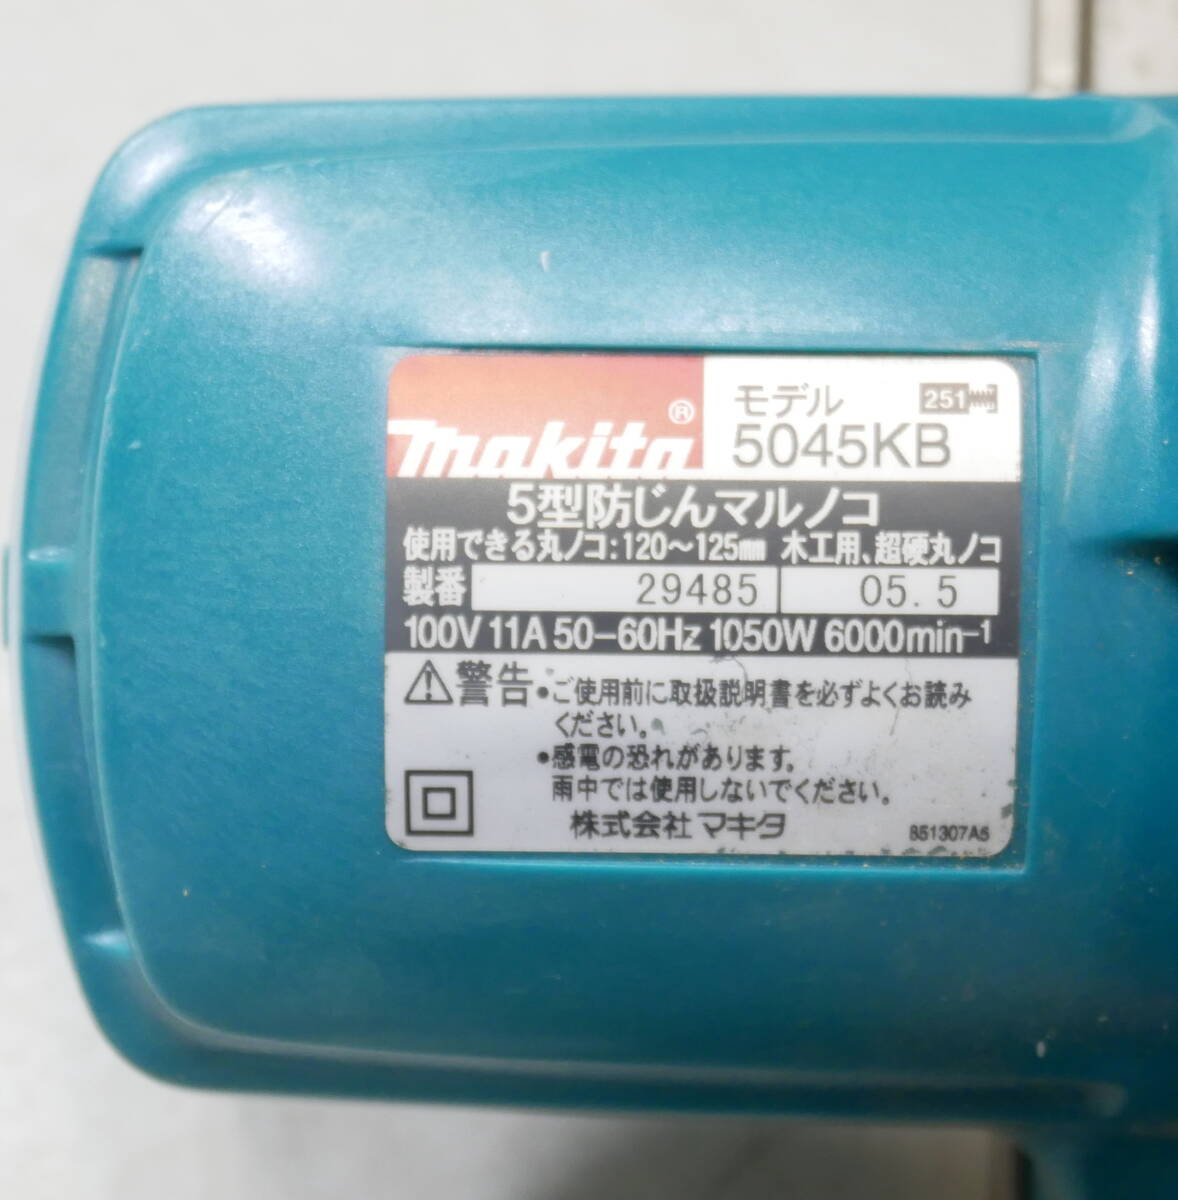 makita®
モデル 251
5045KB
5型防じんマルノコ
使用できる丸ノコ:120〜125mm 木工用、超硬丸ノコ
製番 29485 05.5
100V 11A 50-60Hz 1050W 6000min-1
警告 •ご使用前に取扱説明書を必ずよくお読み
ください。
•感電の恐れがあります。
雨中では使用しないでください。
株式会社マキタ 851307A5